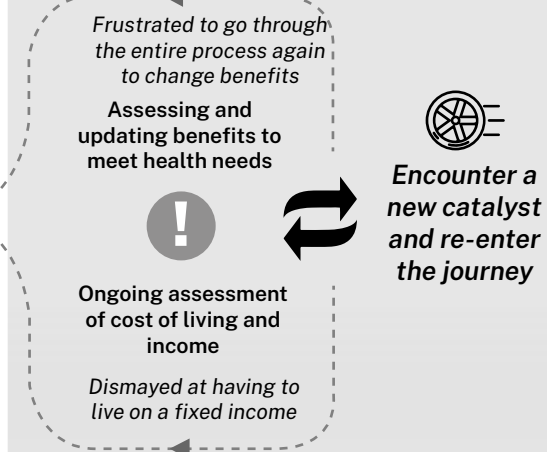 Frustrated to go through
the entire process again
to change benefits
Assessing and
updating benefits to
meet health needs
!
Ongoing assessment
of cost of living and
income
Dismayed at having to
live on a fixed income
Encounter a
new catalyst
and re-enter
the journey